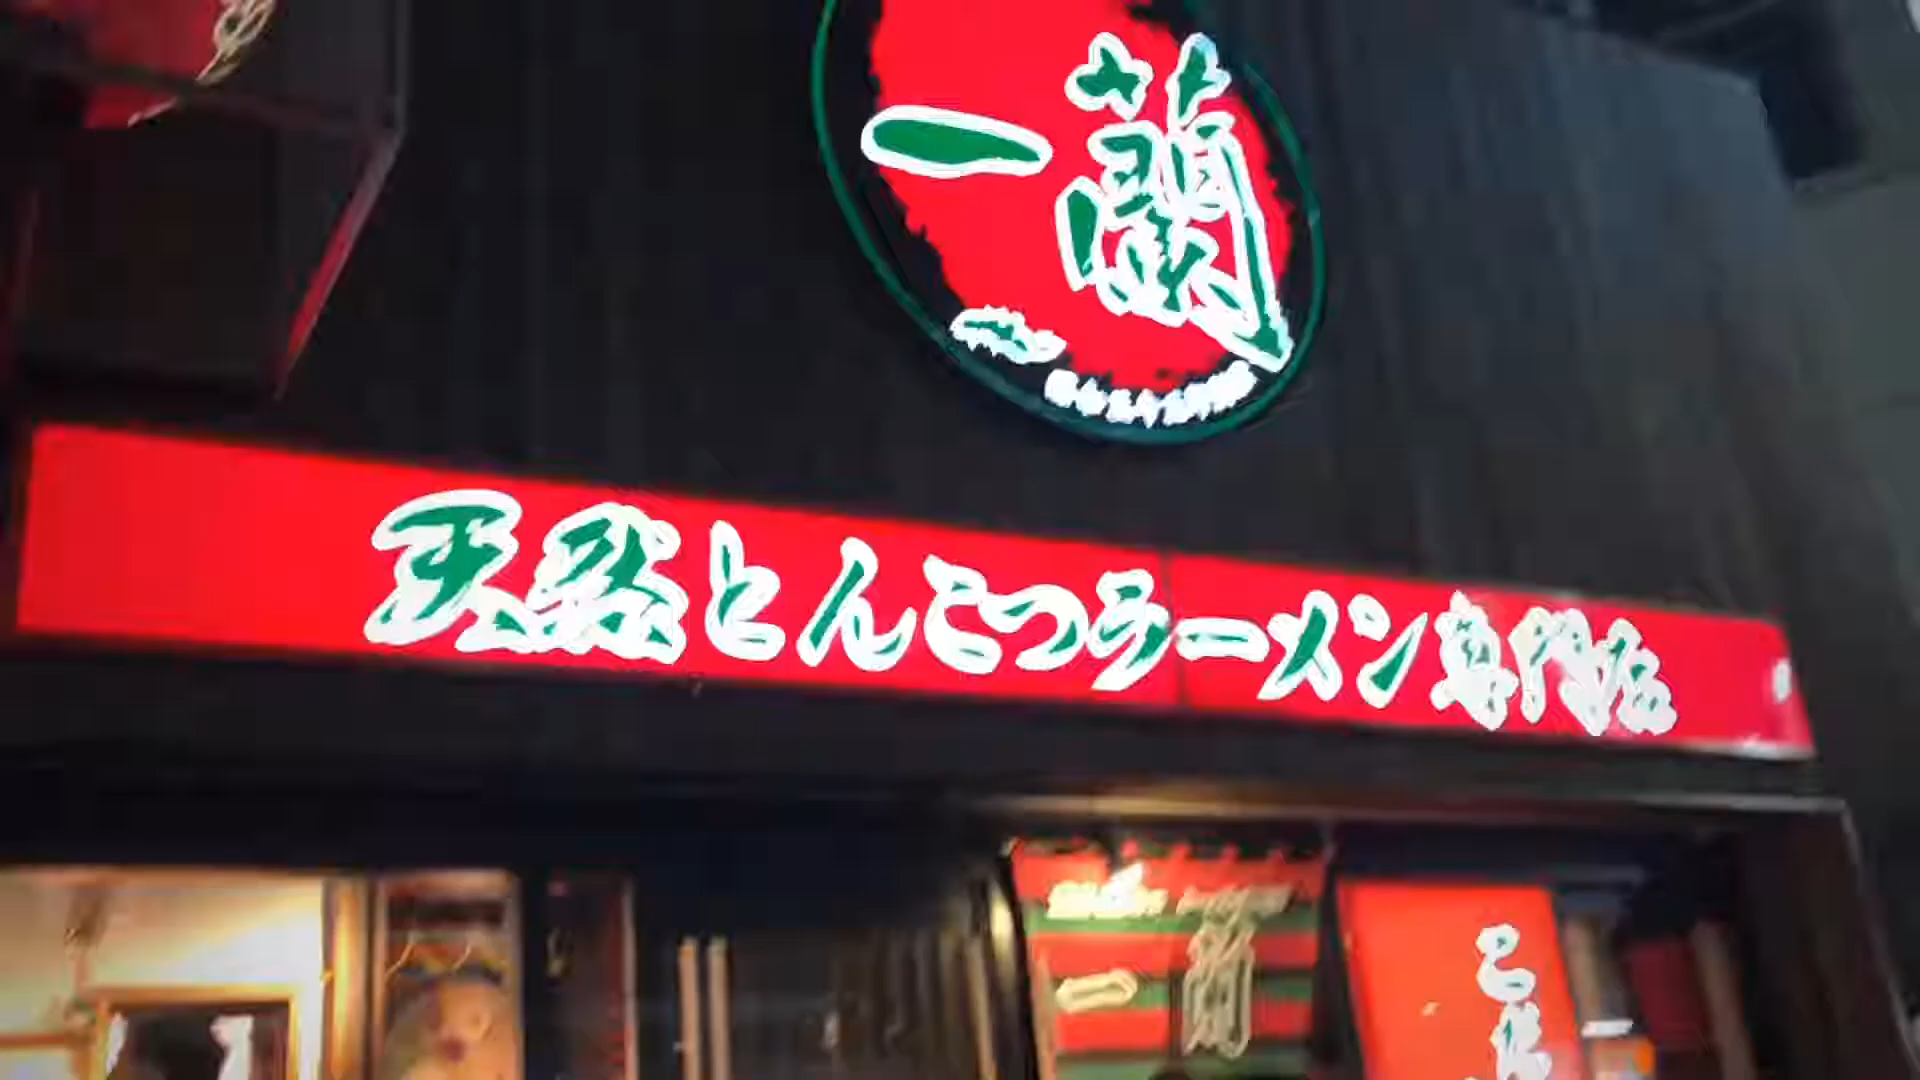 一蘭
天然とんこつラーメン専門店
一蘭